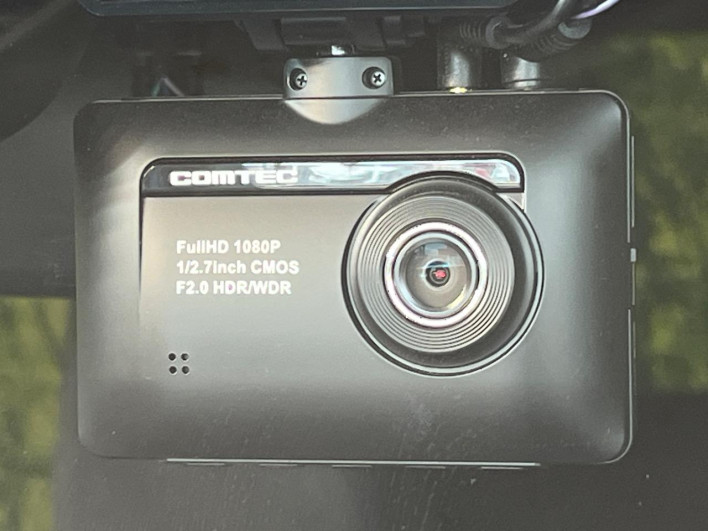 COMTEC
FullHD 1080P
1/2.7inch CMOS
F2.0 HDR/WDR